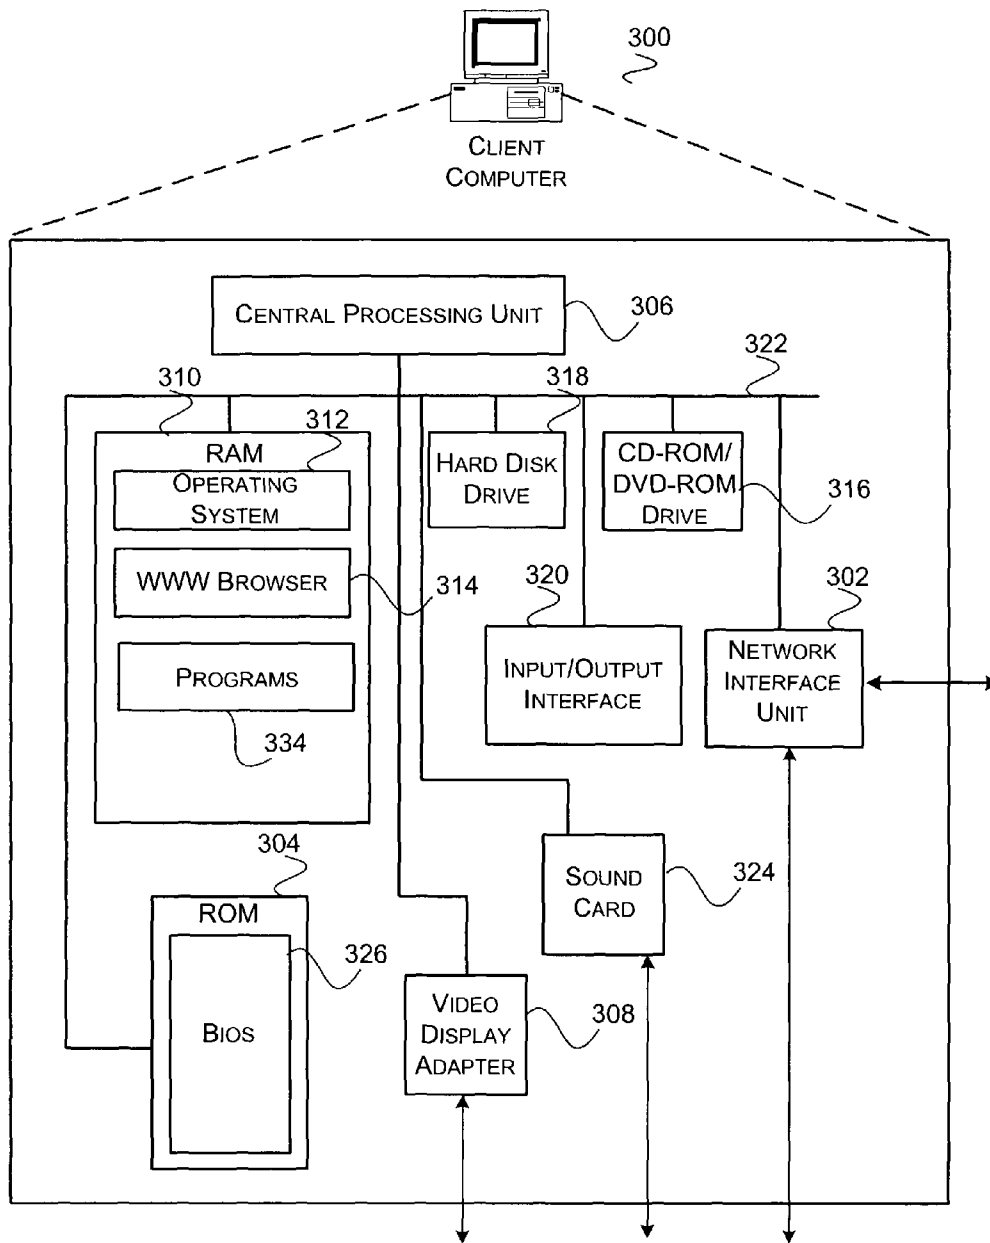 300
CLIENT
COMPUTER
CENTRAL PROCESSING UNIT
306
322
310
318
312
RAM
OPERATING
SYSTEM
HARD DISK
DRIVE
CD-ROM/
DVD-ROM
DRIVE
316
WWW BROWSER
314
320
302
PROGRAMS
334
INPUT/OUTPUT
INTERFACE
NETWORK
INTERFACE
UNIT
304
ROM
326
BIOS
SOUND
CARD
324
VIDEO
DISPLAY
ADAPTER
308